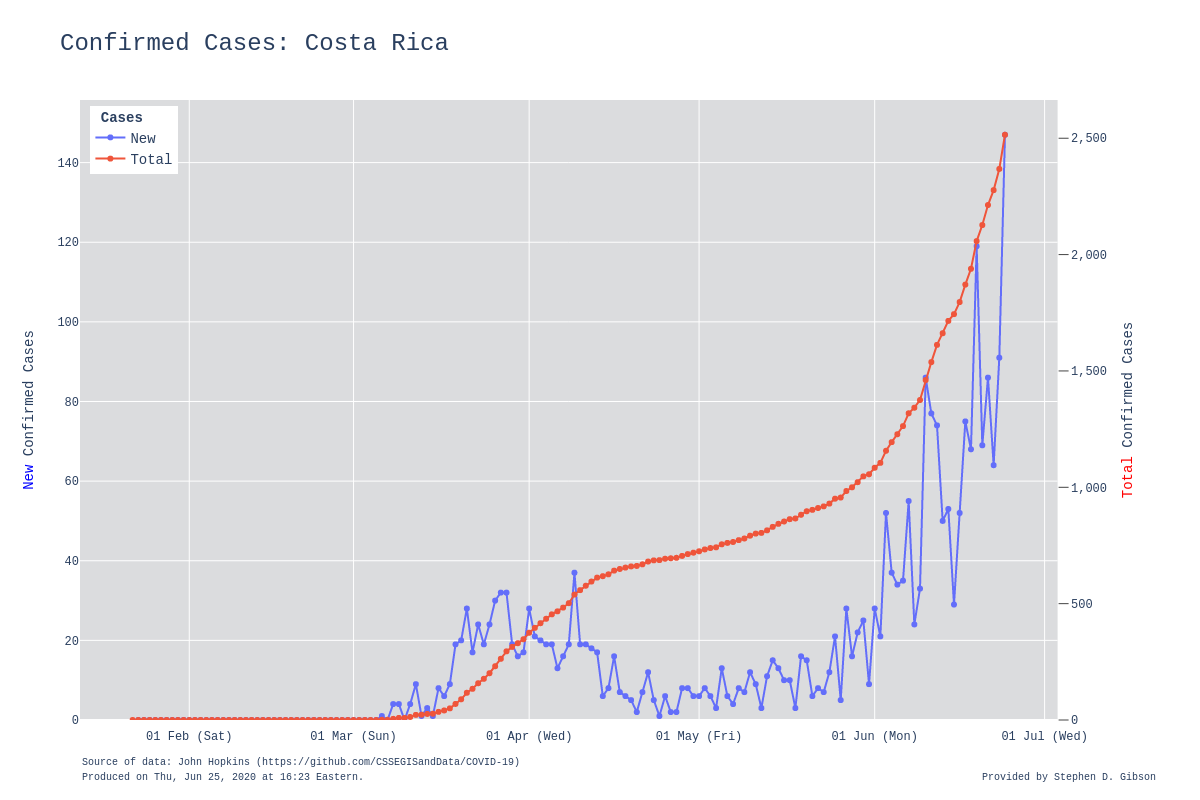 Confirmed Cases: Costa Rica
Cases
New
Total
140
120
100
80
60
40
20
0
2,500
2,000
1,500
1,000
500
0
New Confirmed Cases
Total Confirmed Cases
01 Feb (Sat)
01 Mar (Sun)
01 Apr (Wed)
01 May (Fri)
01 Jun (Mon)
01 Jul (Wed)
Source of data: John Hopkins (https://github.com/CSSEGISandData/COVID-19)
Produced on Thu, Jun 25, 2020 at 16:23 Eastern.
Provided by Stephen D. Gibson